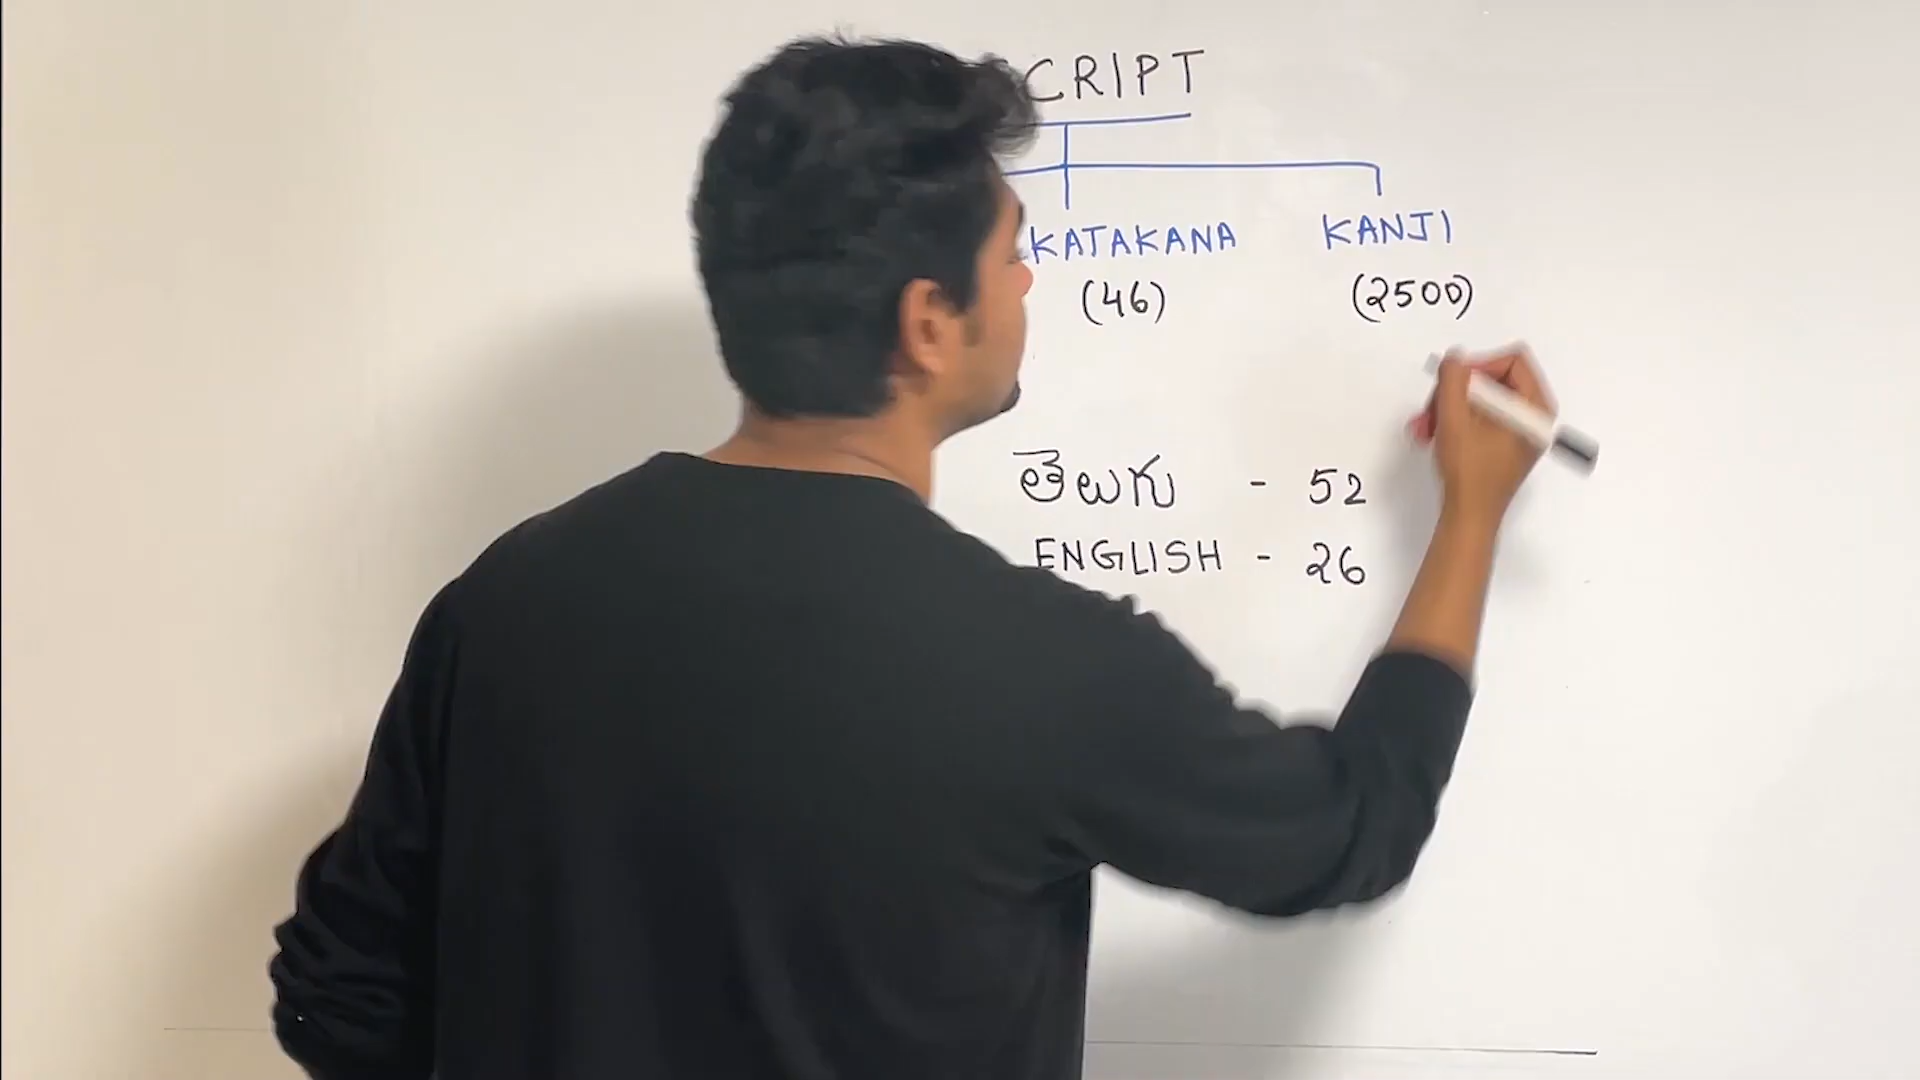 CRIPT
KATAKANA KANJI
(46) (2500)
తెలుగు - 52
ENGLISH - 26